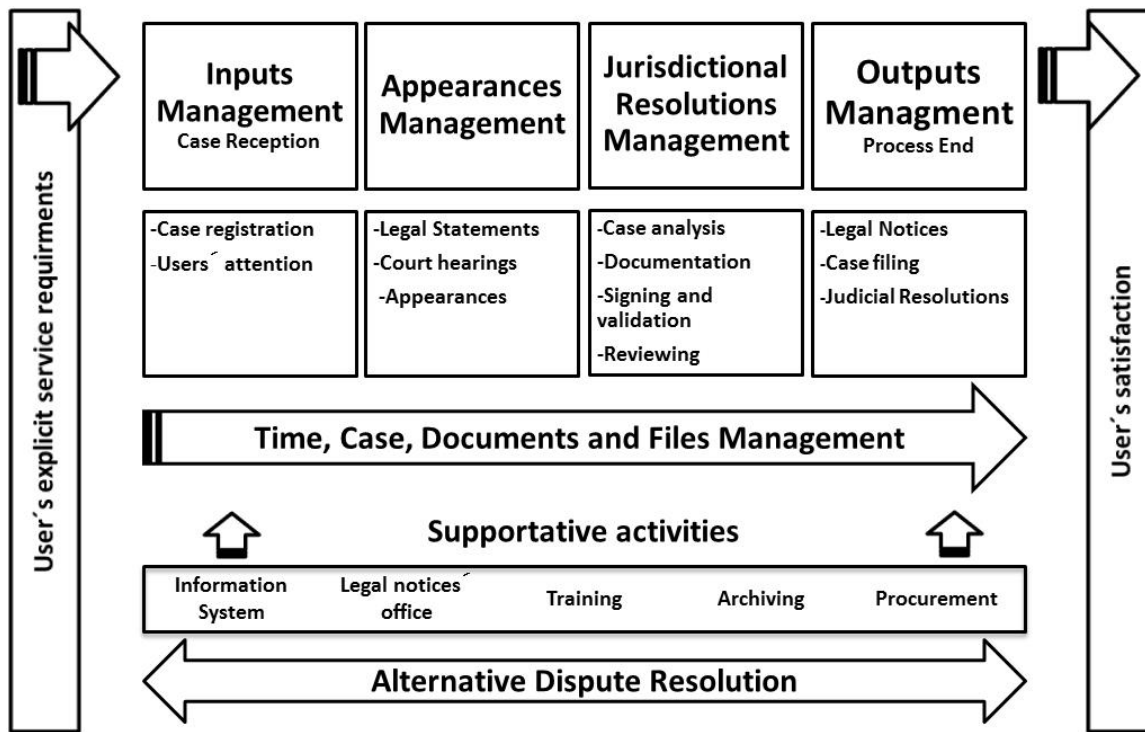 User´s explicit service requirments
Inputs
Management
Case Reception
Appearances
Management
Jurisdictional
Resolutions
Management
Outputs
Managment
Process End
-Case registration
-Users´ attention
-Legal Statements
-Court hearings
-Appearances
-Case analysis
-Documentation
-Signing and
validation
-Reviewing
-Legal Notices
-Case filing
-Judicial Resolutions
Time, Case, Documents and Files Management
Supportative activities
Information
System
Legal notices´
office
Training
Archiving
Procurement
Alternative Dispute Resolution
User´s satisfaction